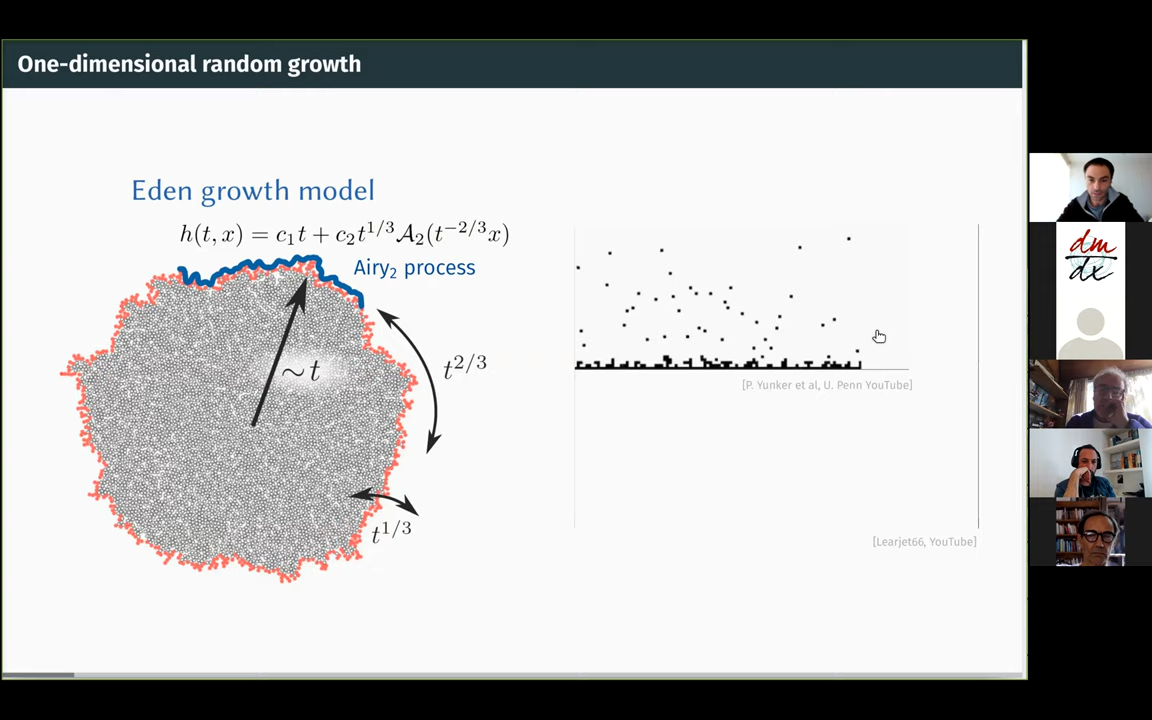 One-dimensional random growth
Eden growth model
h(t, x) = c₁t + c₂t^{1/3}𝒜₂(t^{−2/3}x)
Airy₂ process
∼ t
t^{2/3}
t^{1/3}
[P. Yunker et al, U. Penn YouTube]
[Learjet66, YouTube]
dm
dx